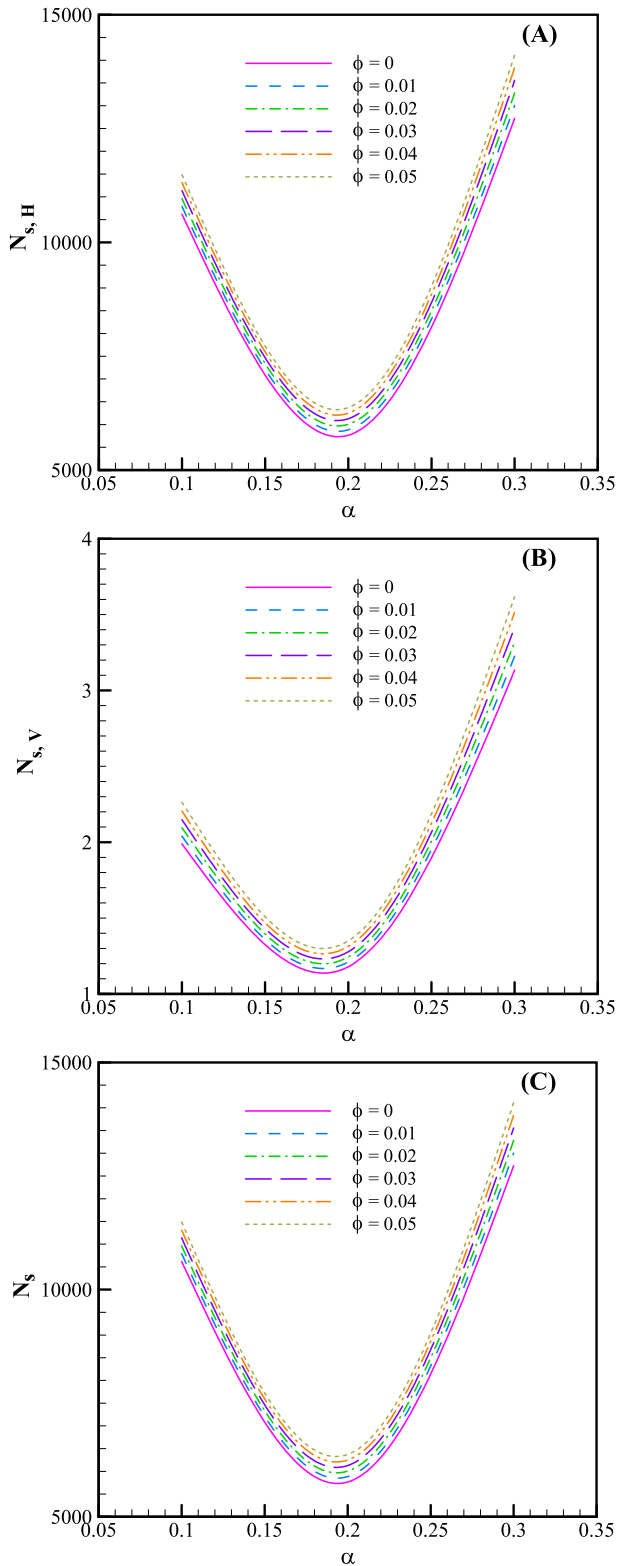 15000
(A)
ϕ = 0
ϕ = 0.01
ϕ = 0.02
ϕ = 0.03
ϕ = 0.04
ϕ = 0.05
N_s, H
10000
5000
0.05 0.1 0.15 0.2 0.25 0.3 0.35
α
4
(B)
ϕ = 0
ϕ = 0.01
ϕ = 0.02
ϕ = 0.03
ϕ = 0.04
ϕ = 0.05
3
N_s, V
2
1
0.05 0.1 0.15 0.2 0.25 0.3 0.35
α
15000
(C)
ϕ = 0
ϕ = 0.01
ϕ = 0.02
ϕ = 0.03
ϕ = 0.04
ϕ = 0.05
N_s
10000
5000
0.05 0.1 0.15 0.2 0.25 0.3 0.35
α